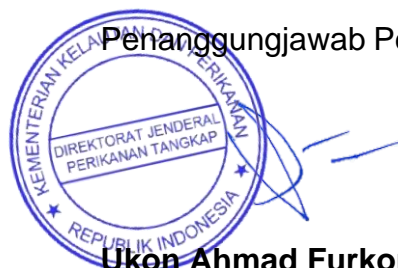 Penanggungjawab Pe
KEMENTERIAN KELAUTAN DAN PERIKANAN
DIREKTORAT JENDERAL
PERIKANAN TANGKAP
REPUBLIK INDONESIA
Ukon Ahmad Furkon